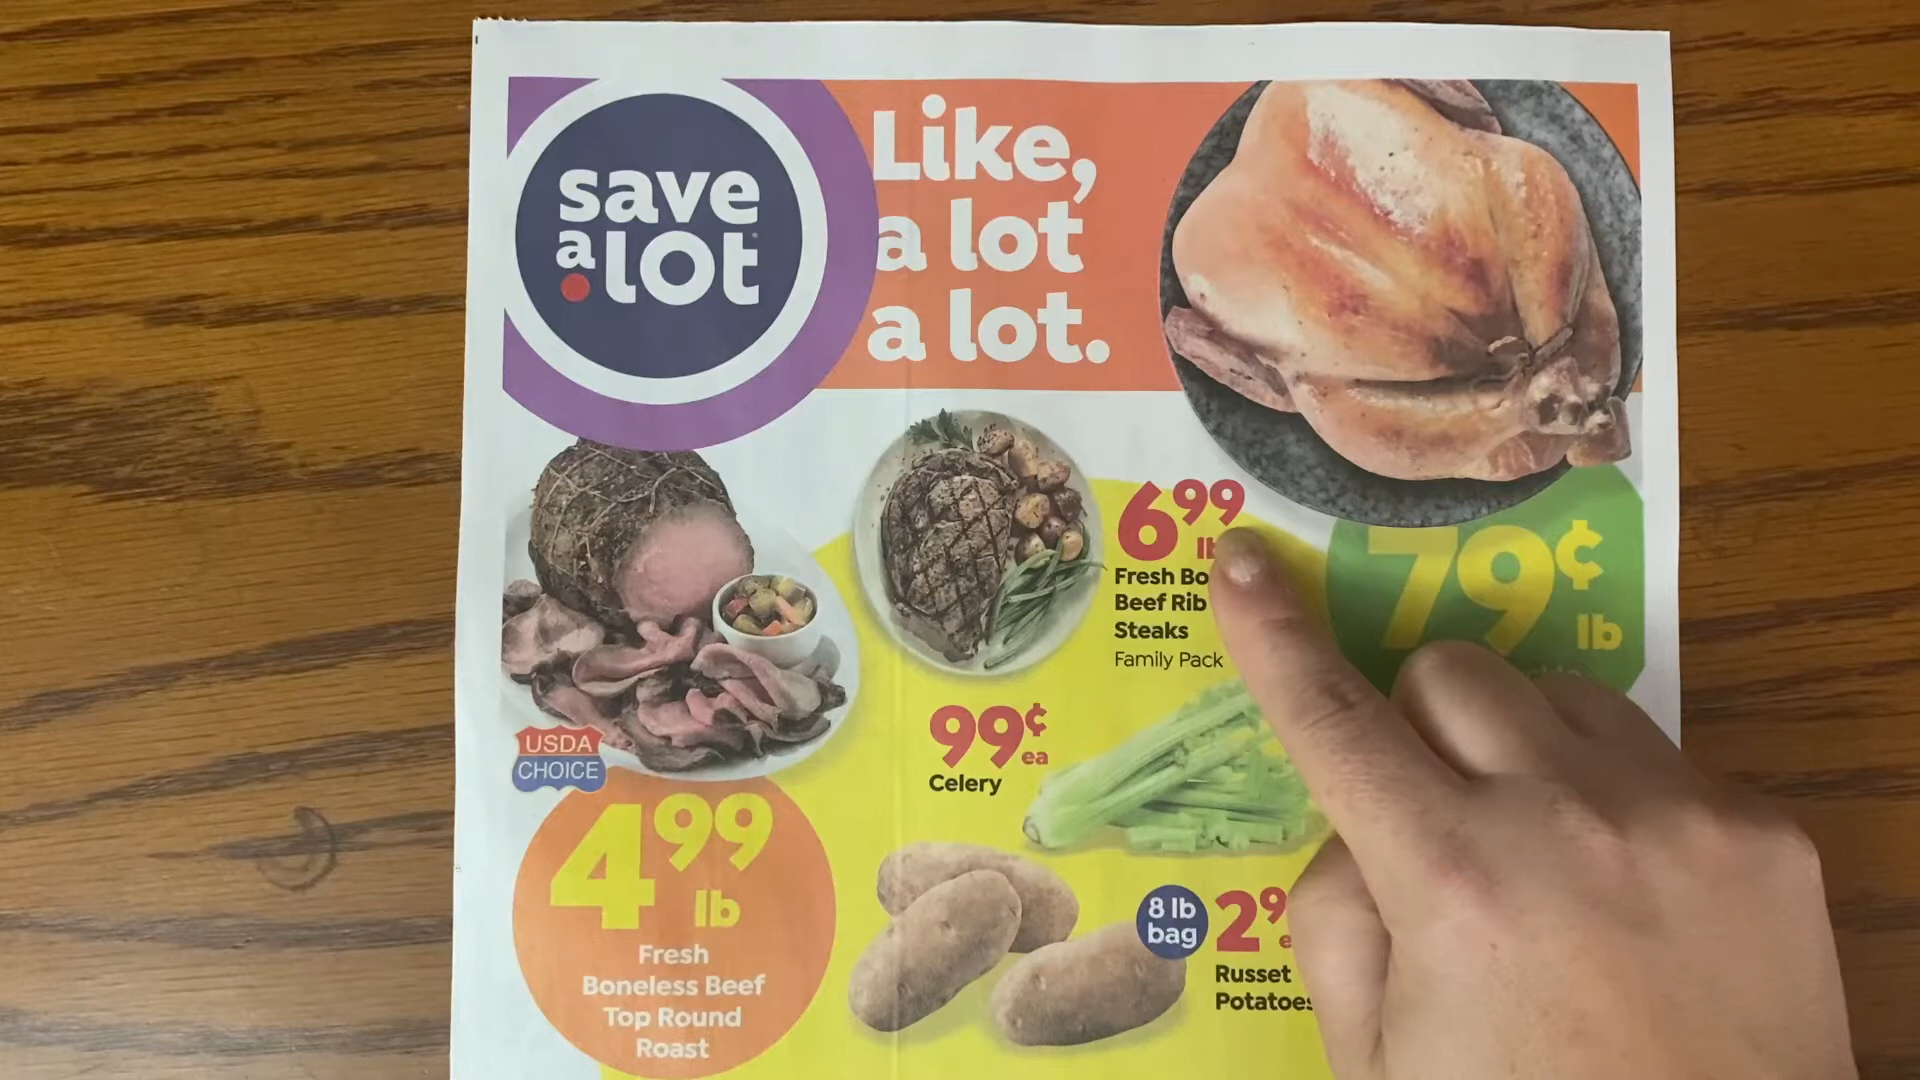 save
a lot
Like,
a lot
a lot.
6 99
lb
Fresh
Beef Rib
Steaks
Family Pack
79¢
lb
99¢
ea
Celery
USDA
CHOICE
4 99
lb
Fresh
Boneless Beef
Top Round
Roast
8 lb
bag
2
Russet
Potatoes